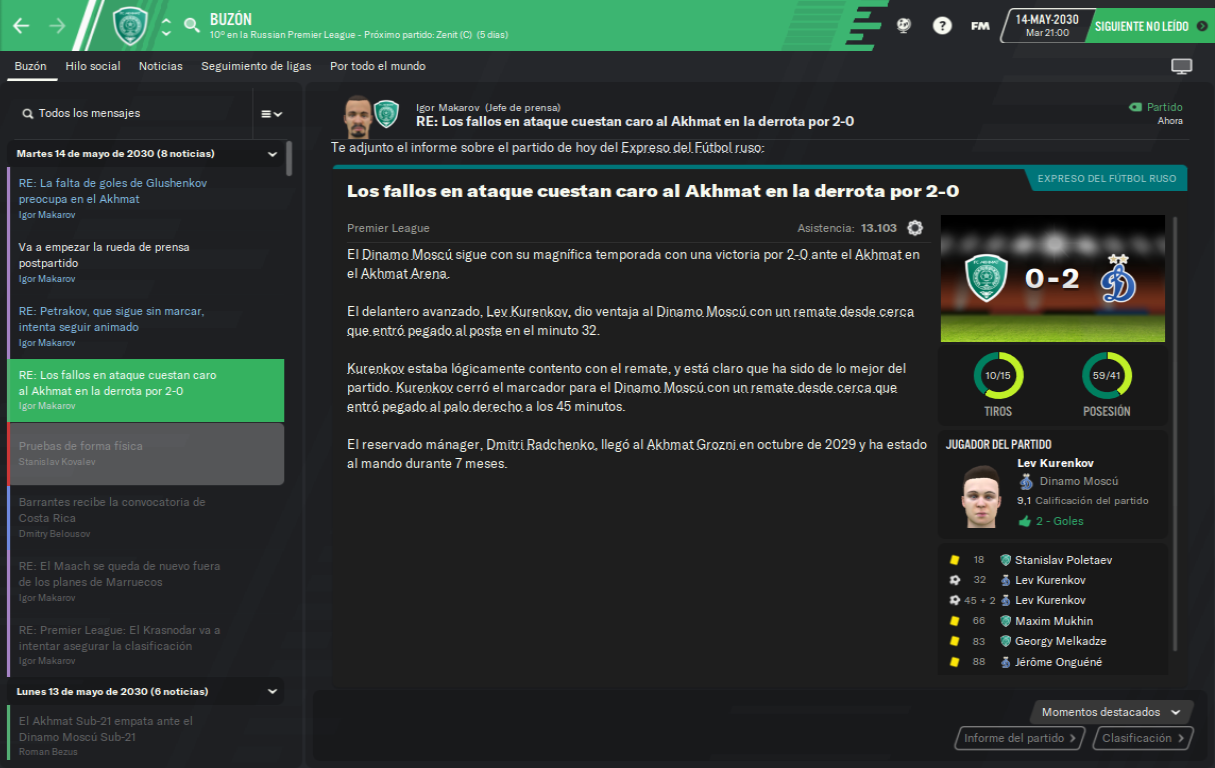 BUZÓN
10º en la Russian Premier League - Próximo partido: Zenit (C) (5 días)
?
FM
14-MAY-2030
Mar 21:00
SIGUIENTE NO LEÍDO
Buzón
Hilo social
Noticias
Seguimiento de ligas
Por todo el mundo
Todos los mensajes
Martes 14 de mayo de 2030 (8 noticias)
RE: La falta de goles de Glushenkov
preocupa en el Akhmat
Igor Makarov
Va a empezar la rueda de prensa
postpartido
Igor Makarov
RE: Petrakov, que sigue sin marcar,
intenta seguir animado
Igor Makarov
RE: Los fallos en ataque cuestan caro
al Akhmat en la derrota por 2-0
Igor Makarov
Pruebas de forma física
Stanislav Kovalev
Barrantes recibe la convocatoria de
Costa Rica
Dmitry Belousov
RE: El Maach se queda de nuevo fuera
de los planes de Marruecos
Igor Makarov
RE: Premier League: El Krasnodar va a
intentar asegurar la clasificación
Igor Makarov
Lunes 13 de mayo de 2030 (6 noticias)
El Akhmat Sub-21 empata ante el
Dinamo Moscú Sub-21
Roman Bezus
Igor Makarov (Jefe de prensa)
RE: Los fallos en ataque cuestan caro al Akhmat en la derrota por 2-0
Partido
Ahora
Te adjunto el informe sobre el partido de hoy del Expreso del Fútbol ruso:
EXPRESO DEL FÚTBOL RUSO
Los fallos en ataque cuestan caro al Akhmat en la derrota por 2-0
Premier League
Asistencia: 13.103
El Dinamo Moscú sigue con su magnífica temporada con una victoria por 2-0 ante el Akhmat en
el Akhmat Arena.
El delantero avanzado, Lev Kurenkov, dio ventaja al Dinamo Moscú con un remate desde cerca
que entró pegado al poste en el minuto 32.
Kurenkov estaba lógicamente contento con el remate, y está claro que ha sido de lo mejor del
partido. Kurenkov cerró el marcador para el Dinamo Moscú con un remate desde cerca que
entró pegado al palo derecho a los 45 minutos.
El reservado mánager, Dmitri Radchenko, llegó al Akhmat Grozni en octubre de 2029 y ha estado
al mando durante 7 meses.
0-2
10/15
TIROS
59/41
POSESIÓN
JUGADOR DEL PARTIDO
Lev Kurenkov
Dinamo Moscú
9,1 Calificación del partido
2 - Goles
18 Stanislav Poletaev
32 Lev Kurenkov
45 + 2 Lev Kurenkov
66 Maxim Mukhin
83 Georgy Melkadze
88 Jérôme Onguéné
Momentos destacados
Informe del partido
Clasificación